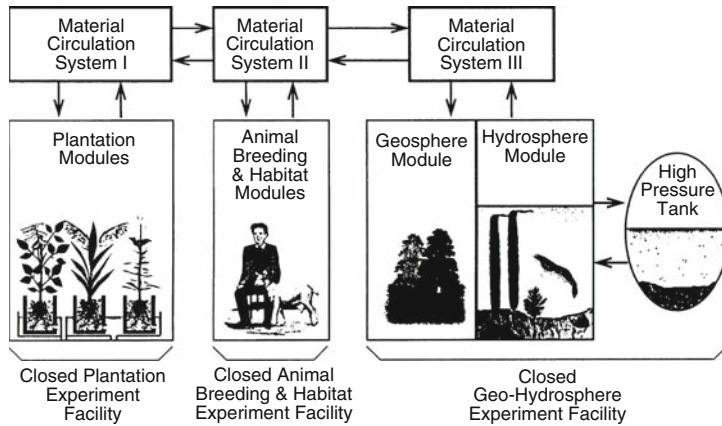 Material
Circulation
System I
Material
Circulation
System II
Material
Circulation
System III
Plantation
Modules
Animal
Breeding
& Habitat
Modules
Geosphere
Module
Hydrosphere
Module
High
Pressure
Tank
Closed Plantation
Experiment
Facility
Closed Animal
Breeding & Habitat
Experiment Facility
Closed
Geo-Hydrosphere
Experiment Facility